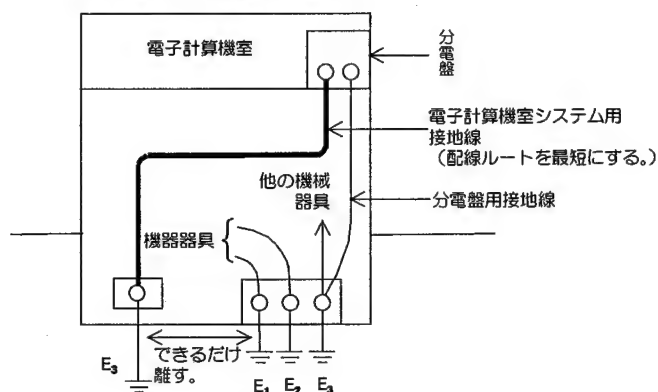 電子計算機室
分電盤
電子計算機室システム用
接地線
(配線ルートを最短にする。)
他の機械
器具
分電盤用接地線
機器器具
できるだけ
離す。
E₃
E₁
E₂
E₃